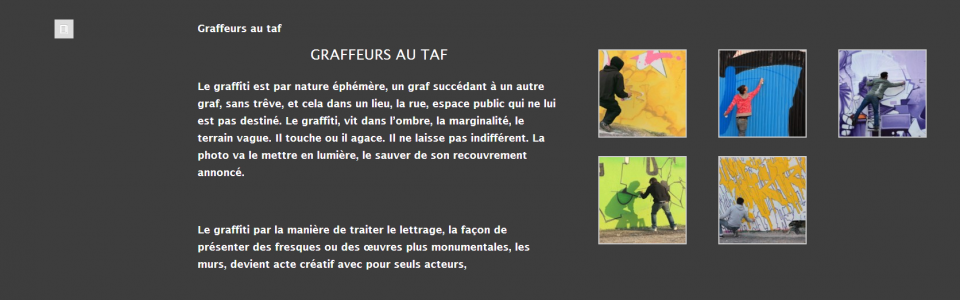 Graffeurs au taf
GRAFFEURS AU TAF
Le graffiti est par nature éphémère, un graf succédant à un autre
graf, sans trêve, et cela dans un lieu, la rue, espace public qui ne lui
est pas destiné. Le graffiti, vit dans l'ombre, la marginalité, le
terrain vague. Il touche ou il agace. Il ne laisse pas indifférent. La
photo va le mettre en lumière, le sauver de son recouvrement
annoncé.
Le graffiti par la manière de traiter le lettrage, la façon de
présenter des fresques ou des œuvres plus monumentales, les
murs, devient acte créatif avec pour seuls acteurs,